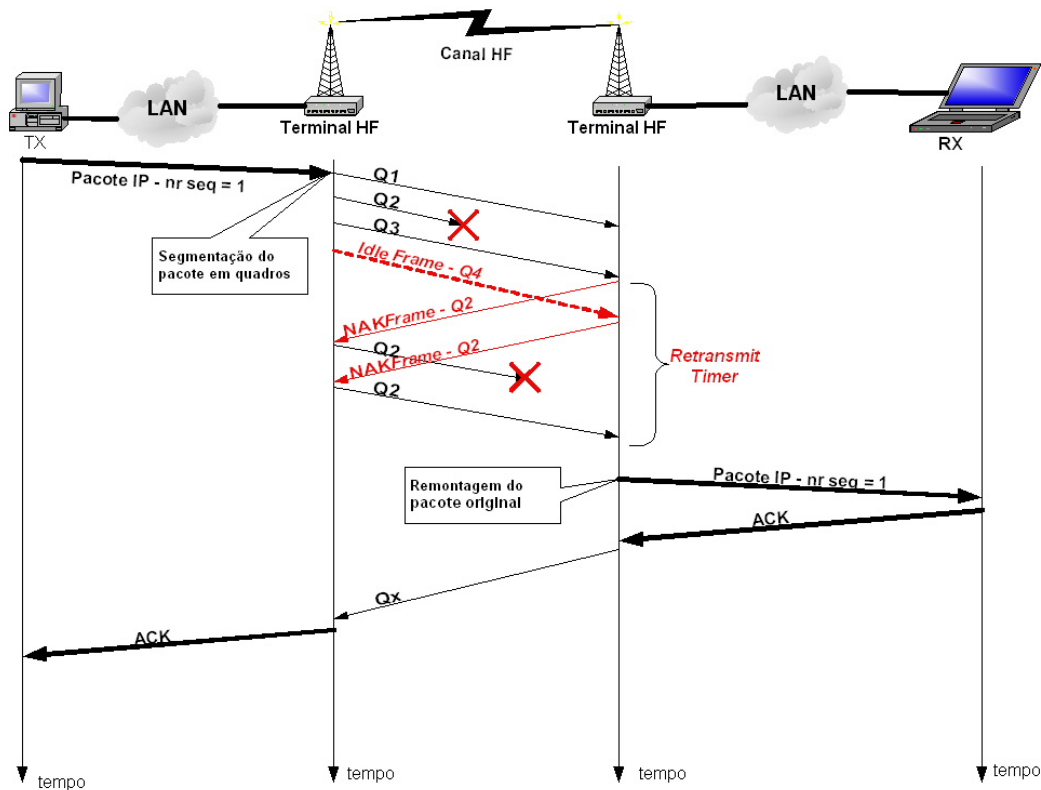 Canal HF
LAN
LAN
TX
Terminal HF
Terminal HF
RX
Pacote IP - nr seq = 1
Q1
Q2
Q3
Segmentação do
pacote em quadros
Idle Frame - Q4
NAKFrame - Q2
Q2
NAKFrame - Q2
Q2
Retransmit
Timer
Remontagem do
pacote original
Pacote IP - nr seq = 1
ACK
Qx
ACK
tempo
tempo
tempo
tempo